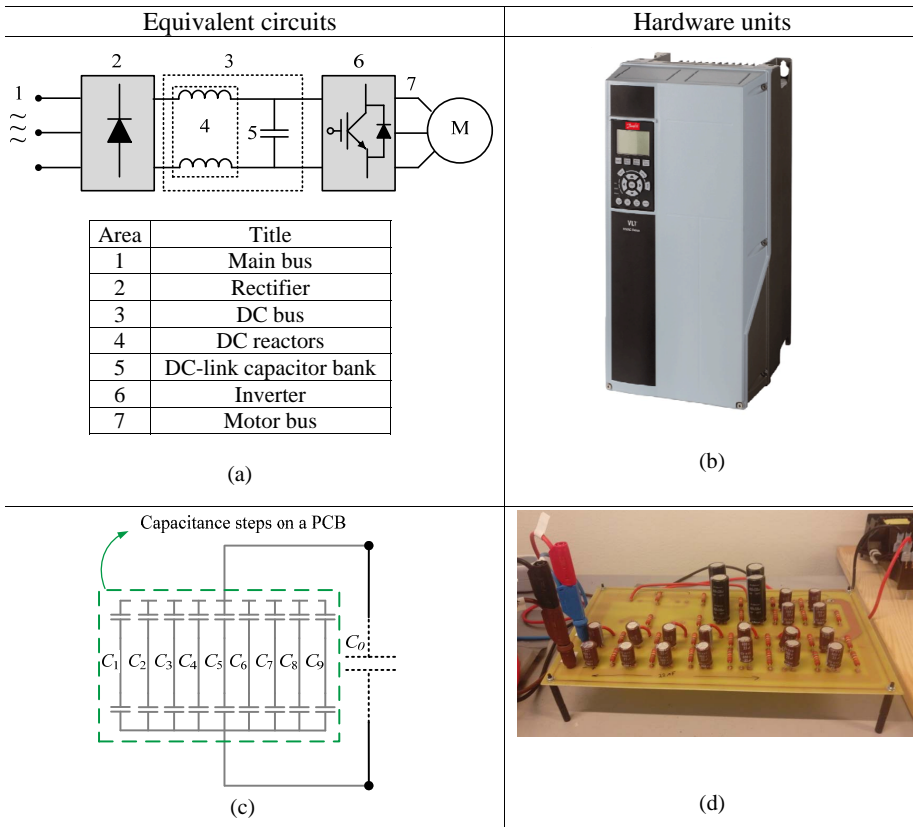 Equivalent circuits
Hardware units
2
3
6
1
7
~
~
~
4
5
M
Area Title
1 Main bus
2 Rectifier
3 DC bus
4 DC reactors
5 DC-link capacitor bank
6 Inverter
7 Motor bus
(a)
Danfoss
VLT
(b)
Capacitance steps on a PCB
C1 C2 C3 C4 C5 C6 C7 C8 C9
C0
(c)
(d)